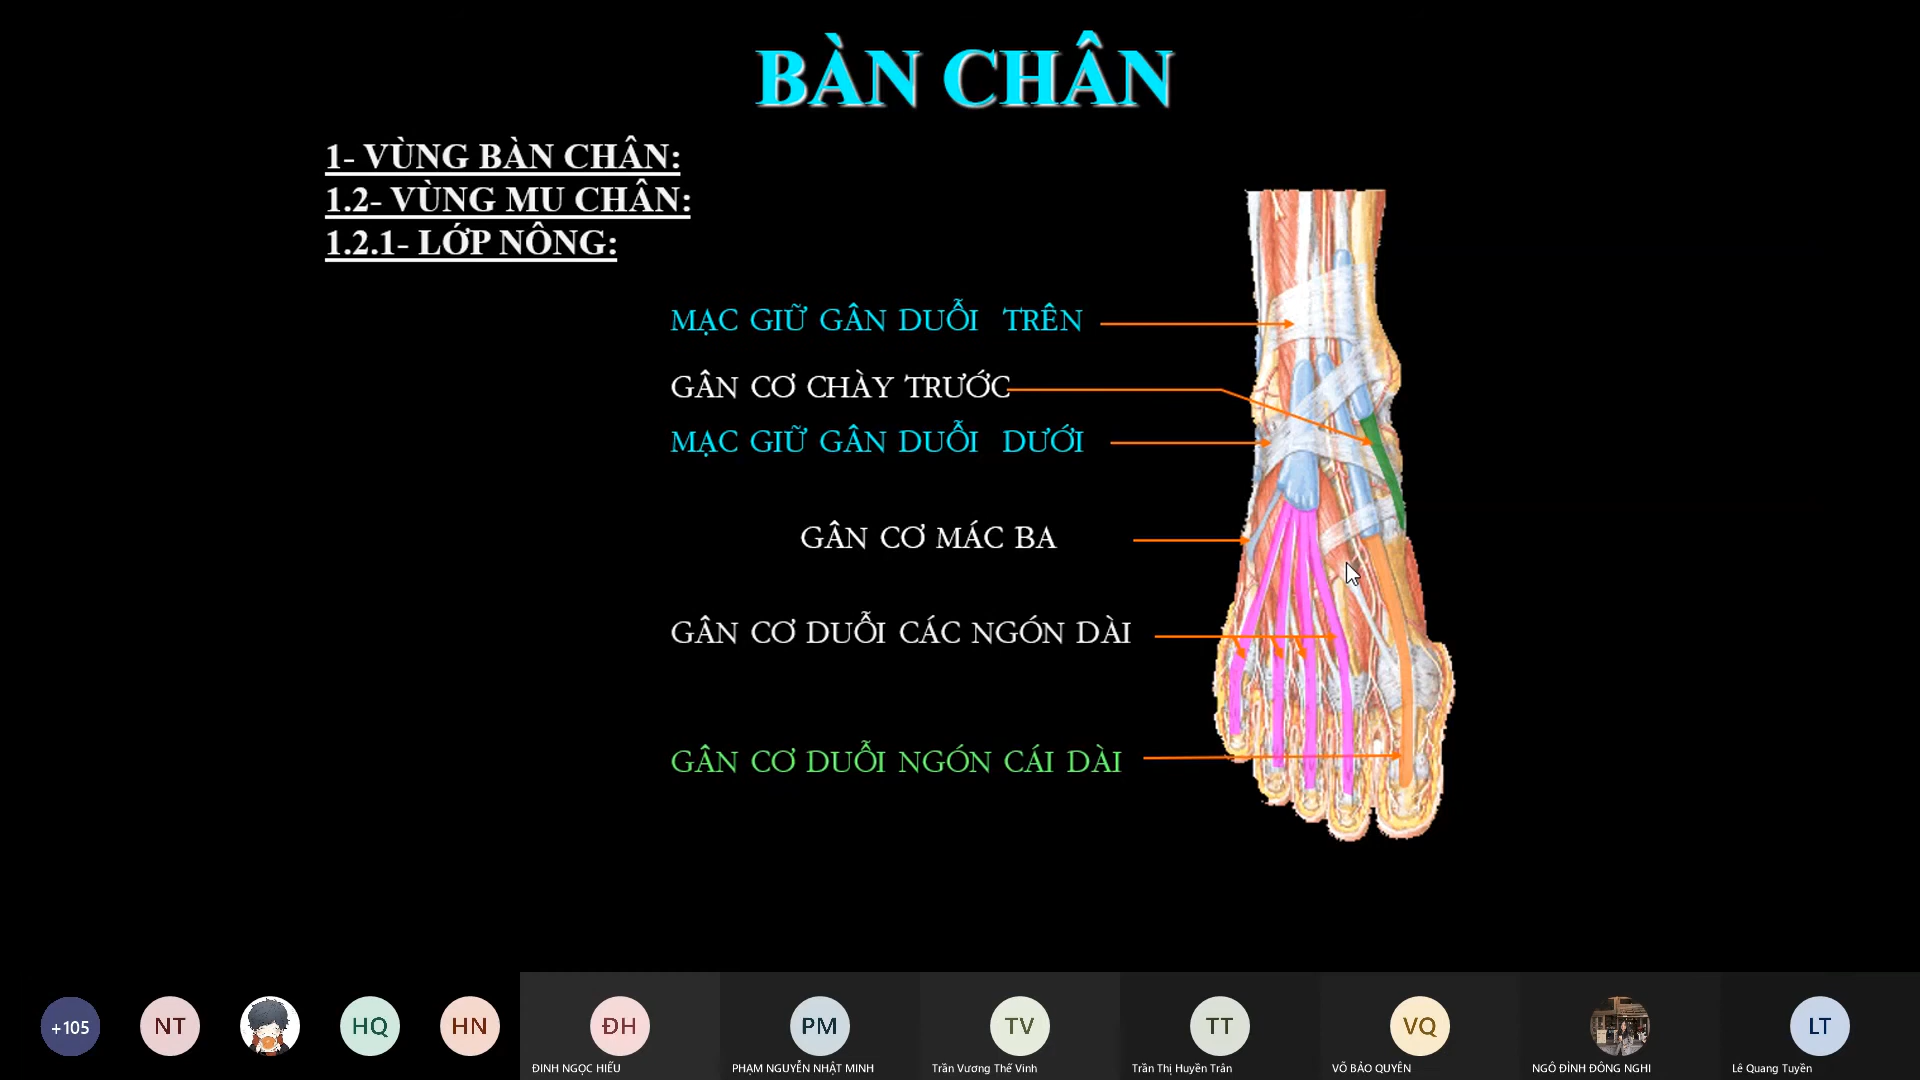 BÀN CHÂN
1- VÙNG BÀN CHÂN:
1.2- VÙNG MU CHÂN:
1.2.1- LỚP NÔNG:
MẠC GIỮ GÂN DUỖI TRÊN
GÂN CƠ CHÀY TRƯỚC
MẠC GIỮ GÂN DUỖI DƯỚI
GÂN CƠ MÁC BA
GÂN CƠ DUỖI CÁC NGÓN DÀI
GÂN CƠ DUỖI NGÓN CÁI DÀI
+105
NT
HQ
HN
ĐH
PM
TV
TT
VQ
LT
ĐINH NGỌC HIẾU
PHẠM NGUYỄN NHẬT MINH
Trần Vương Thế Vinh
Trần Thị Huyền Trân
VÕ BẢO QUYÊN
NGÔ ĐÌNH ĐÔNG NGHI
Lê Quang Tuyền